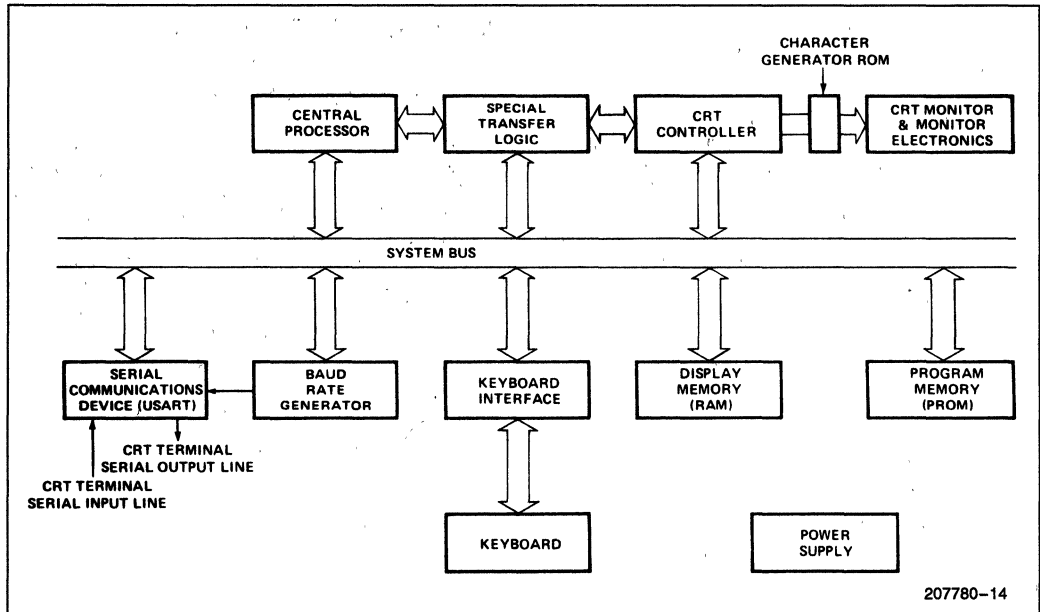 CHARACTER
GENERATOR ROM
CENTRAL
PROCESSOR
SPECIAL
TRANSFER
LOGIC
CRT
CONTROLLER
CRT MONITOR
& MONITOR
ELECTRONICS
SYSTEM BUS
SERIAL
COMMUNICATIONS
DEVICE (USART)
BAUD
RATE
GENERATOR
KEYBOARD
INTERFACE
DISPLAY
MEMORY
(RAM)
PROGRAM
MEMORY
(PROM)
CRT TERMINAL
SERIAL OUTPUT LINE
CRT TERMINAL
SERIAL INPUT LINE
KEYBOARD
POWER
SUPPLY
207780-14